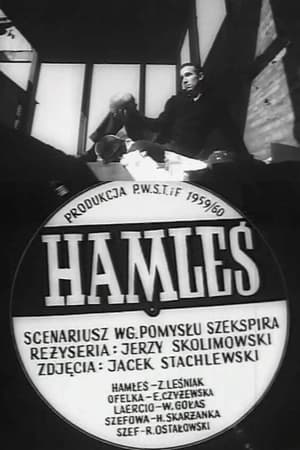 PRODUKCJA P.W.S.T.iF 1959/60
HAMLEŚ
SCENARIUSZ WG.POMYSŁU SZEKSPIRA
REŻYSERIA: JERZY SKOLIMOWSKI
ZDJĘCIA: JACEK STACHLEWSKI
HAMLEŚ-Z.LEŚNIAK
OFELKA-E.CZYŻEWSKA
LAERCIO-W.GOŁAS
SZEFOWA-H.SKARŻANKA
SZEF-R.OSTAŁOWSKI